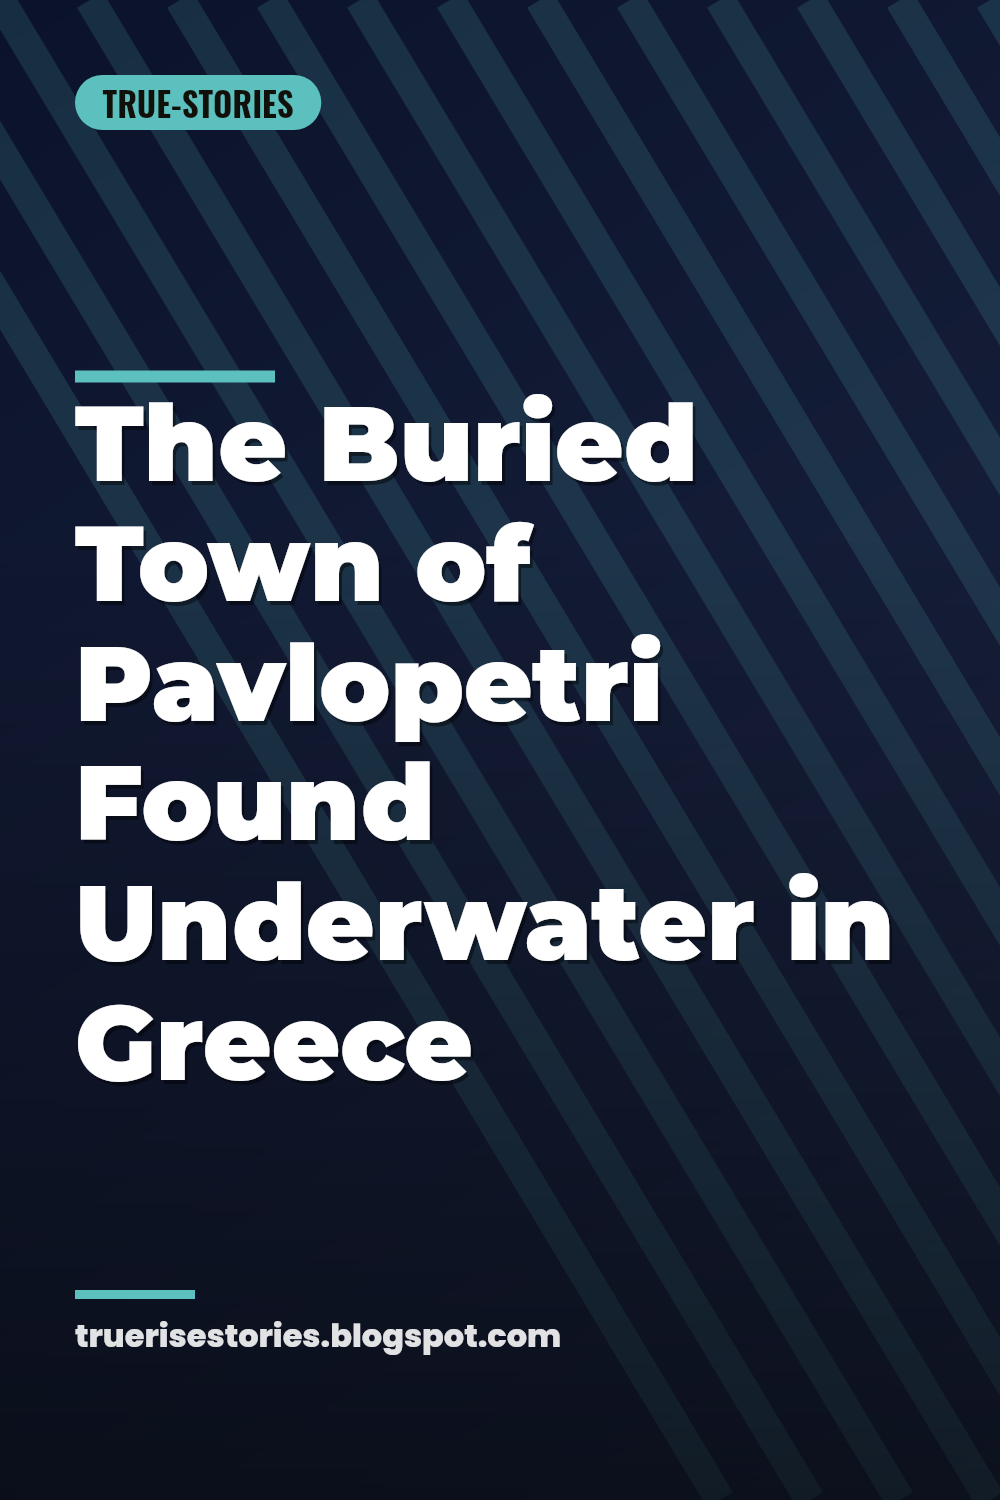 TRUE-STORIES
The Buried
Town of
Pavlopetri
Found
Underwater in
Greece
truerisestories.blogspot.com